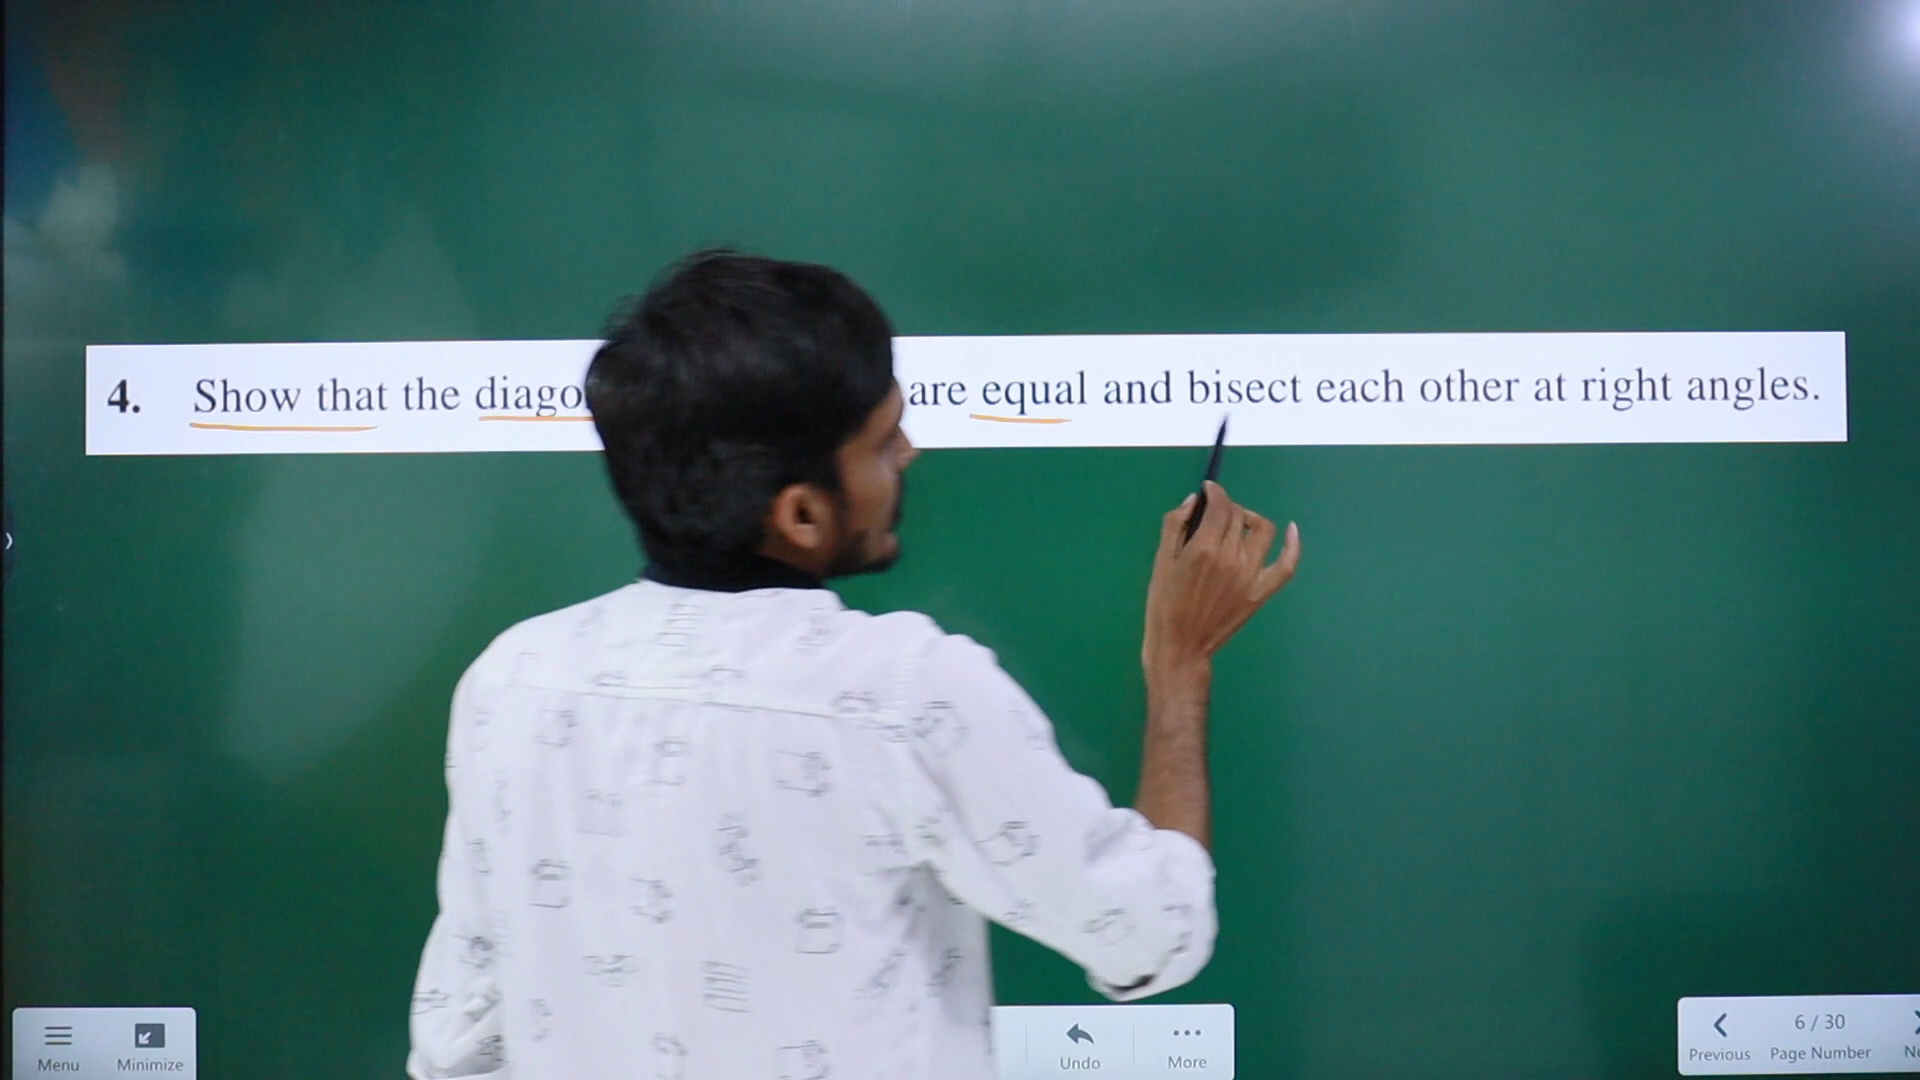 4. Show that the are equal and bisect each other at right angles.
Menu
Minimize
Undo
More
6 / 30
Previous
Page Number